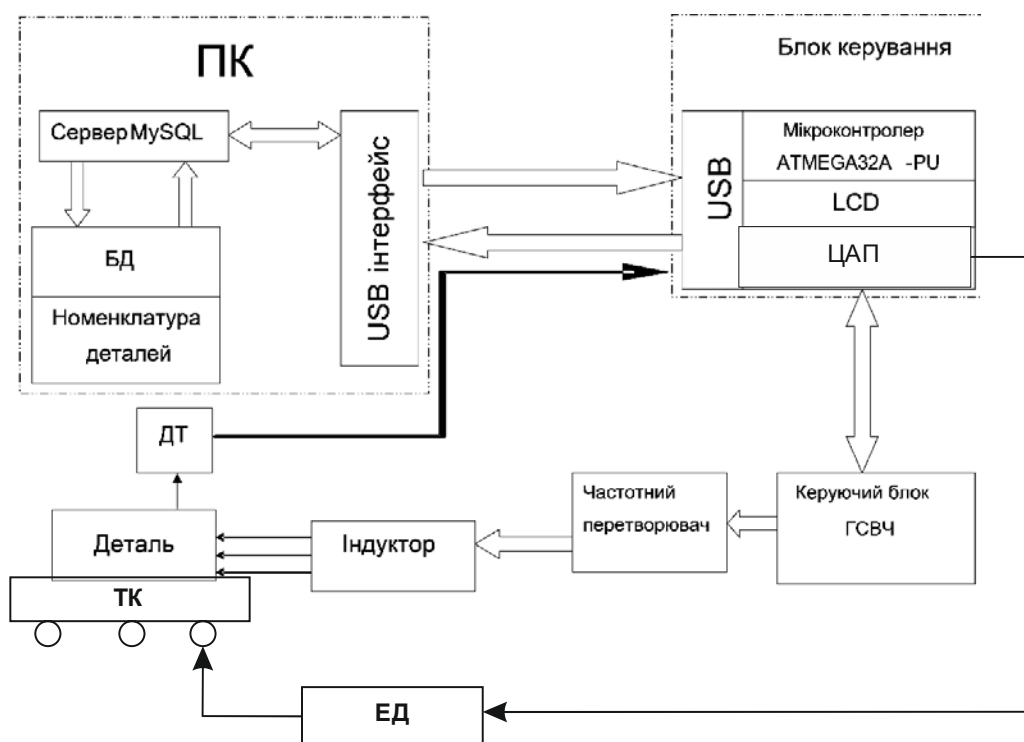 ПК
Блок керування
Сервер MySQL
USB інтерфейс
USB
Мікроконтролер
ATMEGA32A -PU
LCD
ЦАП
БД
Номенклатура
деталей
ДТ
Частотний
перетворювач
Керуючий блок
ГСВЧ
Деталь
Індуктор
ТК
ЕД